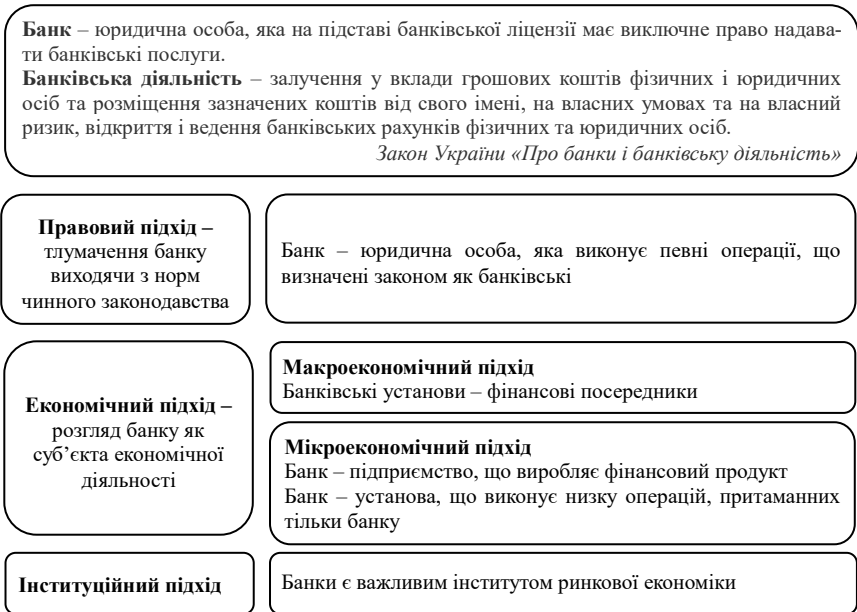 Банк – юридична особа, яка на підставі банківської ліцензії має виключне право надава-
ти банківські послуги.
Банківська діяльність – залучення у вклади грошових коштів фізичних і юридичних
осіб та розміщення зазначених коштів від свого імені, на власних умовах та на власний
ризик, відкриття і ведення банківських рахунків фізичних та юридичних осіб.
Закон України «Про банки і банківську діяльність»
Правовий підхід –
тлумачення банку
виходячи з норм
чинного законодавства
Банк – юридична особа, яка виконує певні операції, що
визначені законом як банківські
Економічний підхід –
розгляд банку як
суб’єкта економічної
діяльності
Макроекономічний підхід
Банківські установи – фінансові посередники
Мікроекономічний підхід
Банк – підприємство, що виробляє фінансовий продукт
Банк – установа, що виконує низку операцій, притаманних
тільки банку
Інституційний підхід
Банки є важливим інститутом ринкової економіки